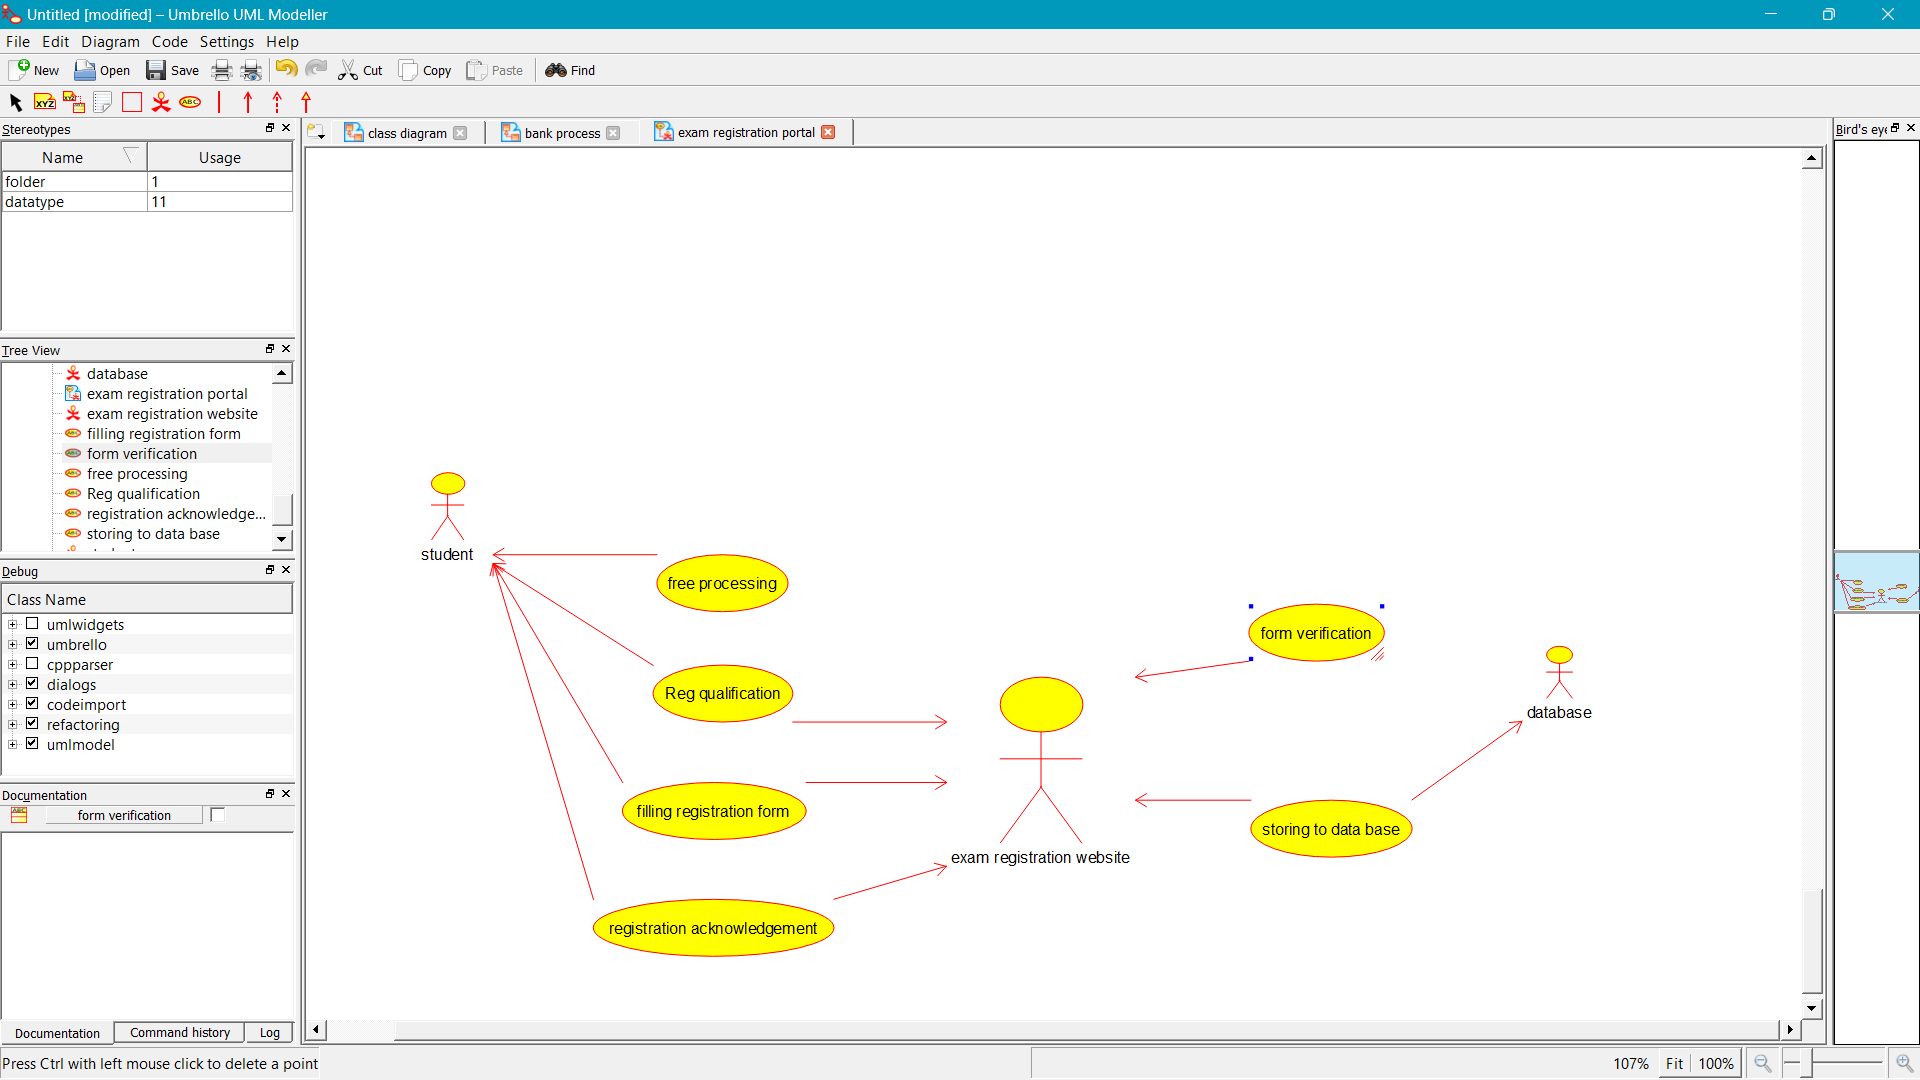 Untitled [modified] – Umbrello UML Modeller
File Edit Diagram Code Settings Help
New Open Save Cut Copy Paste Find
XYZ XYZ ABC
Stereotypes
Name Usage
folder 1
datatype 11
Tree View
database
exam registration portal
exam registration website
filling registration form
form verification
free processing
Reg qualification
registration acknowledge...
storing to data base
Debug
Class Name
umlwidgets
umbrello
cppparser
dialogs
codeimport
refactoring
umlmodel
Documentation
form verification
Documentation Command history Log
Press Ctrl with left mouse click to delete a point
class diagram bank process exam registration portal
student
free processing
Reg qualification
filling registration form
registration acknowledgement
exam registration website
form verification
database
storing to data base
Bird's eye
107% Fit 100%